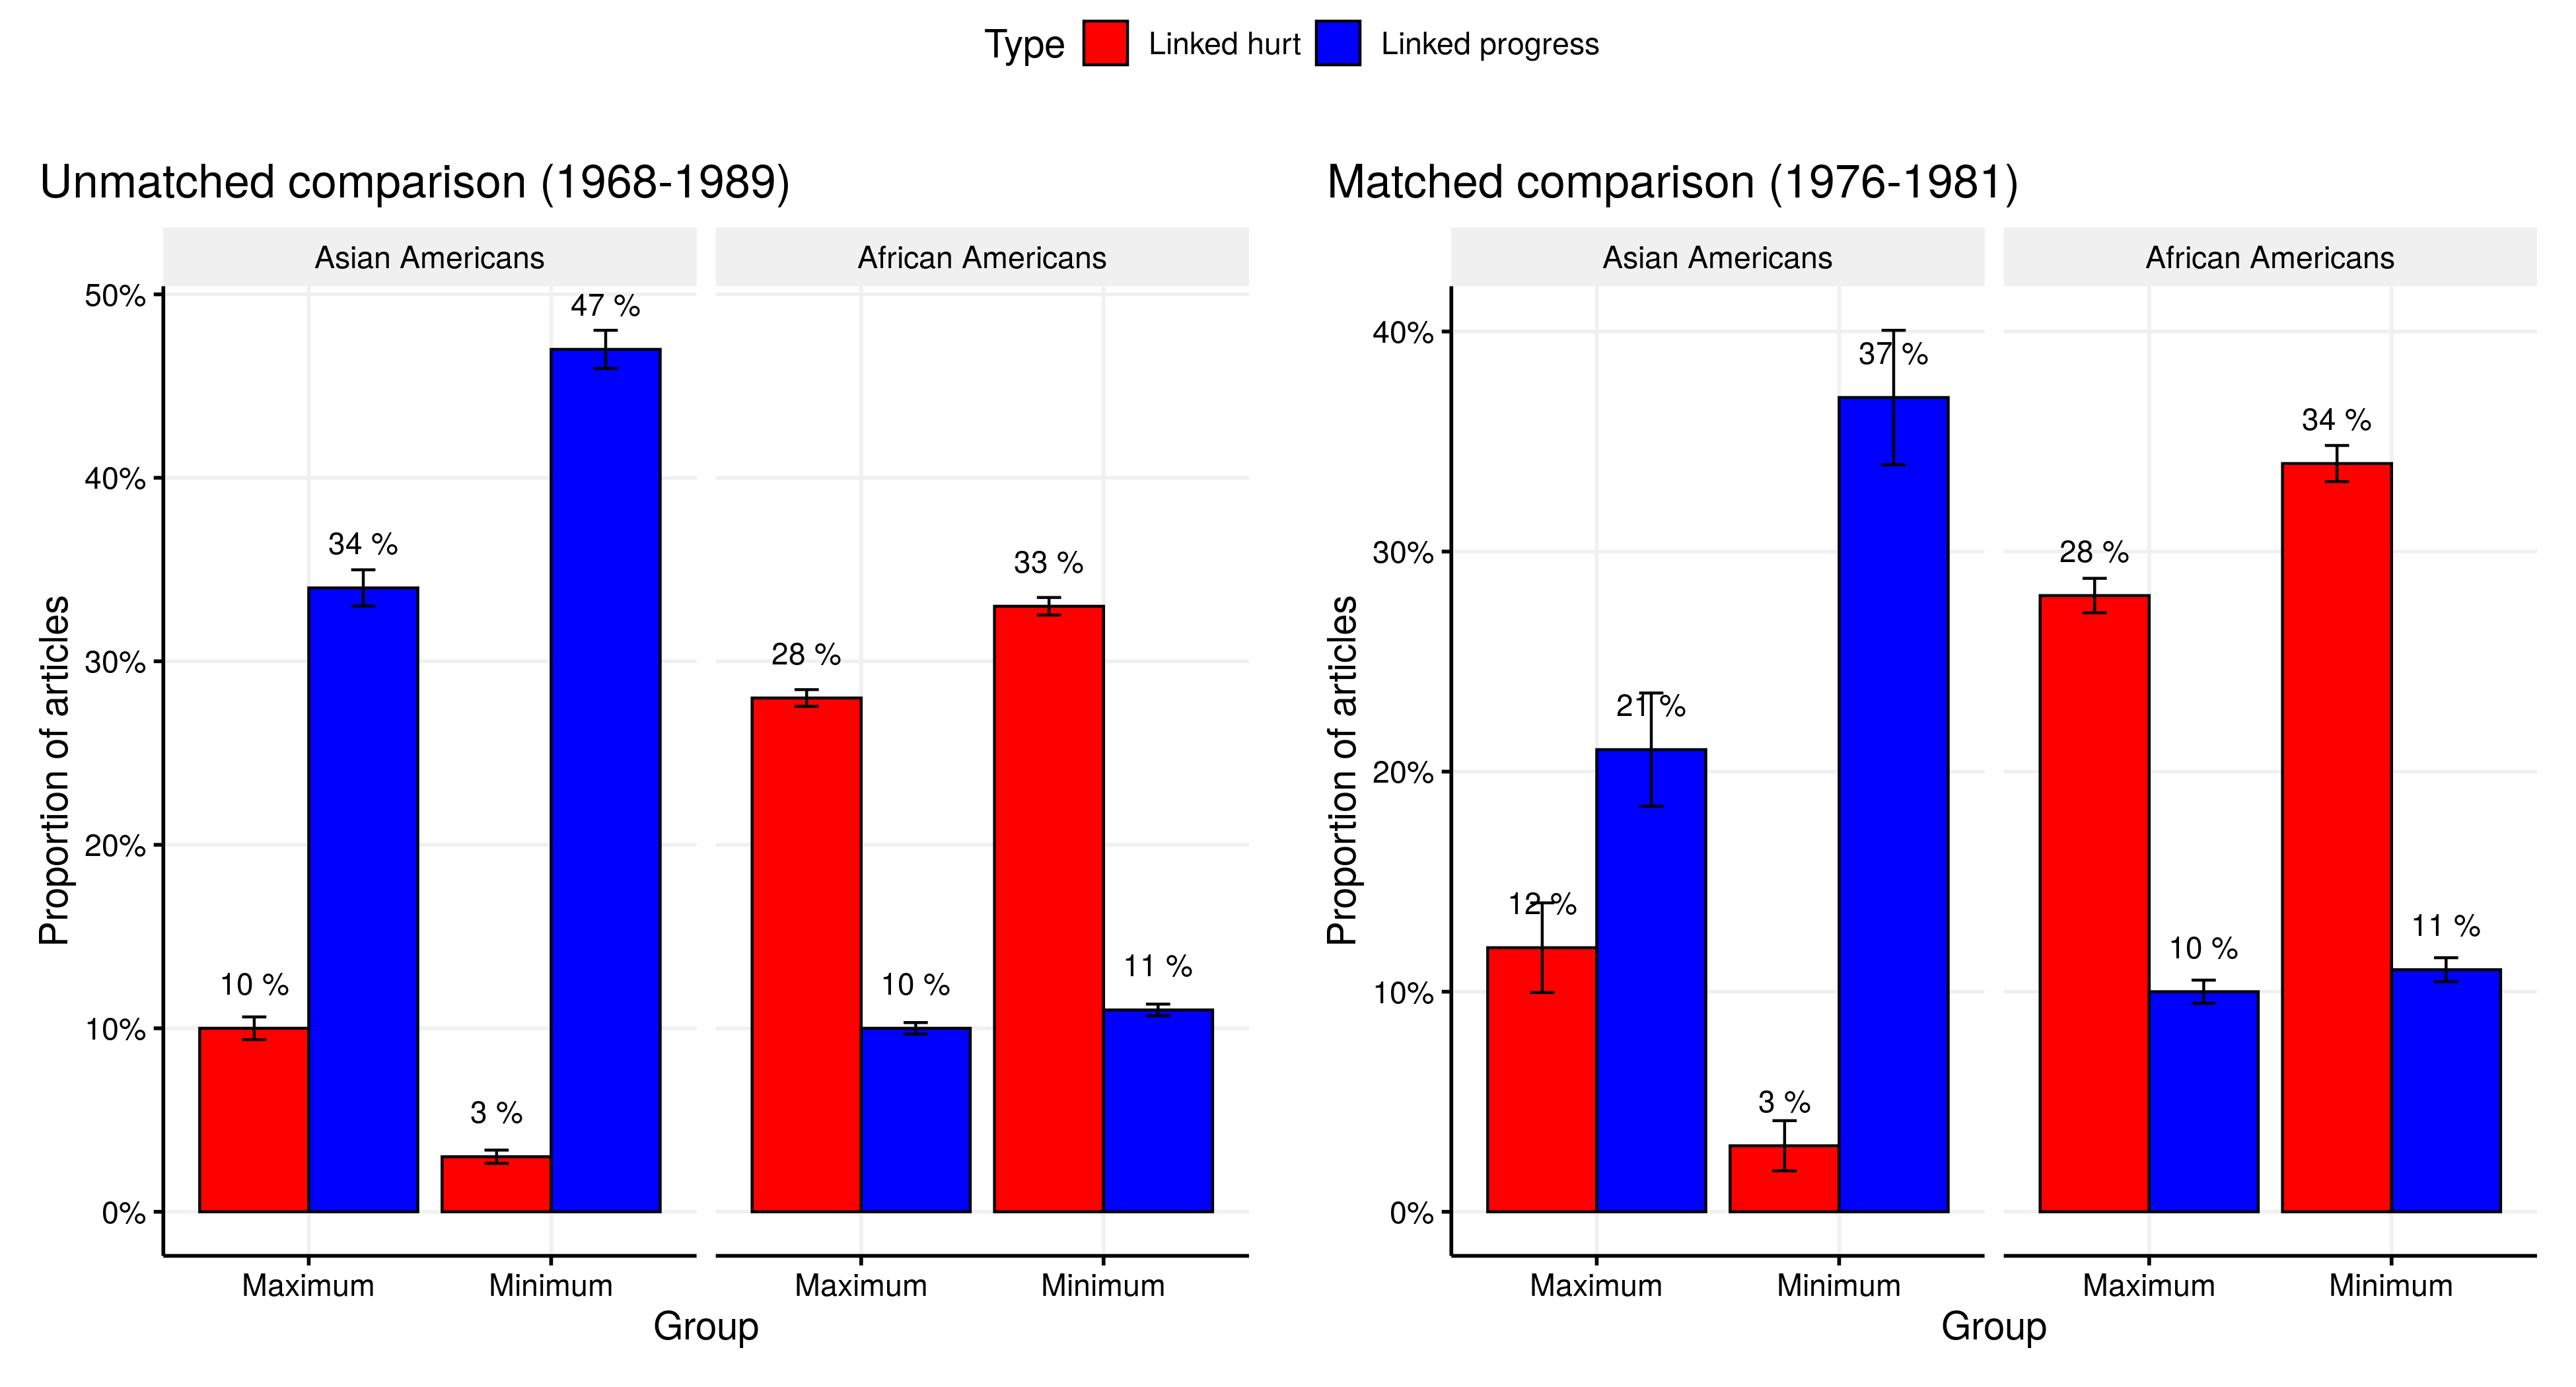 Type Linked hurt Linked progress
Unmatched comparison (1968-1989)
Asian Americans African Americans
Proportion of articles
50%
40%
30%
20%
10%
0%
10 %
34 %
3 %
47 %
28 %
10 %
33 %
11 %
Maximum Minimum Maximum Minimum
Group
Matched comparison (1976-1981)
Asian Americans African Americans
Proportion of articles
40%
30%
20%
10%
0%
12 %
21 %
3 %
37 %
28 %
10 %
34 %
11 %
Maximum Minimum Maximum Minimum
Group